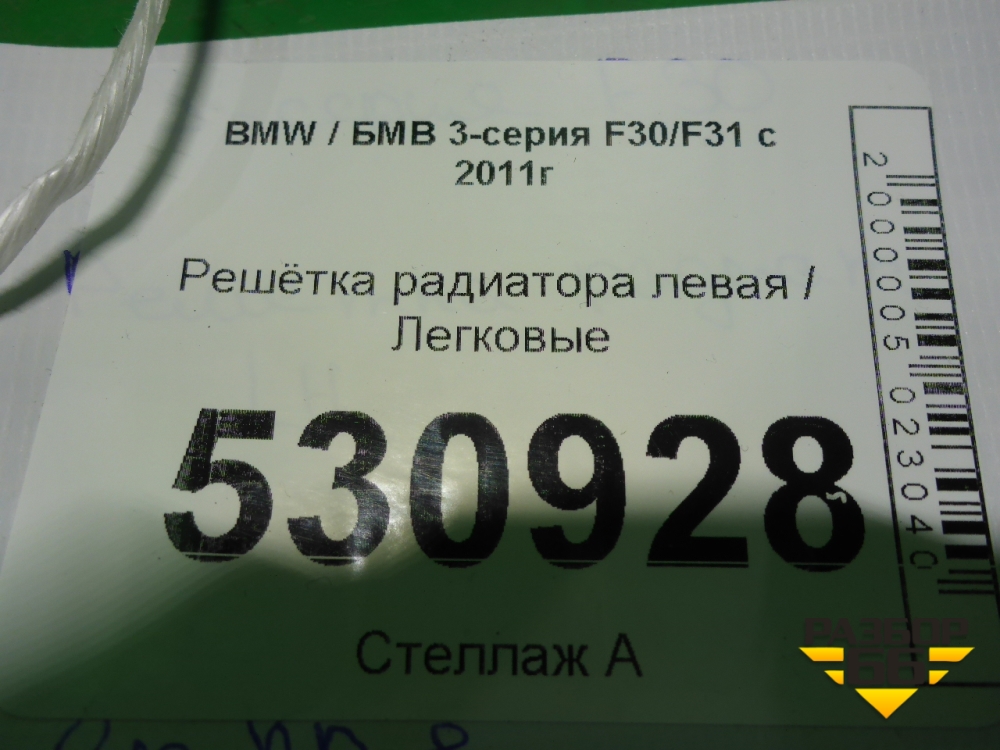 BMW / БМВ 3-серия F30/F31 с
2011г
Решётка радиатора левая /
Легковые
530928
Стеллаж А
2000005023040
РАЗБОР
66